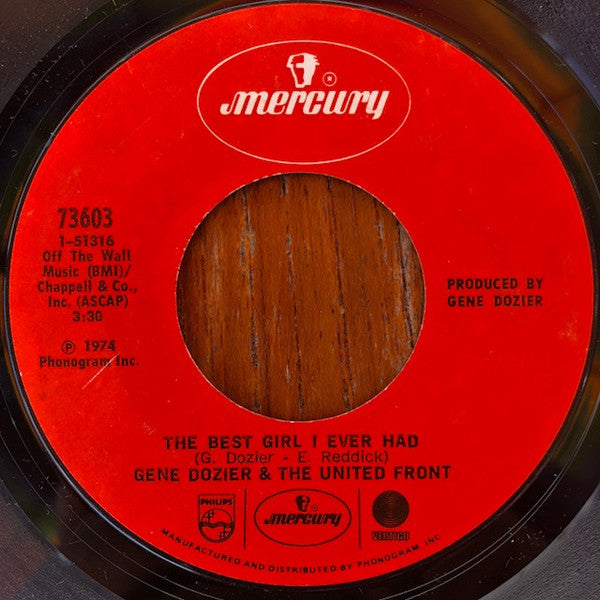 mercury
®
73603
1-51316
Off The Wall
Music (BMI)/
Chappell & Co.,
Inc. (ASCAP)
3:30
℗ 1974
Phonogram Inc.
PRODUCED BY
GENE DOZIER
THE BEST GIRL I EVER HAD
(G. Dozier - E. Reddick)
GENE DOZIER & THE UNITED FRONT
PHILIPS
mercury
VERTIGO
MANUFACTURED AND DISTRIBUTED BY PHONOGRAM, INC.